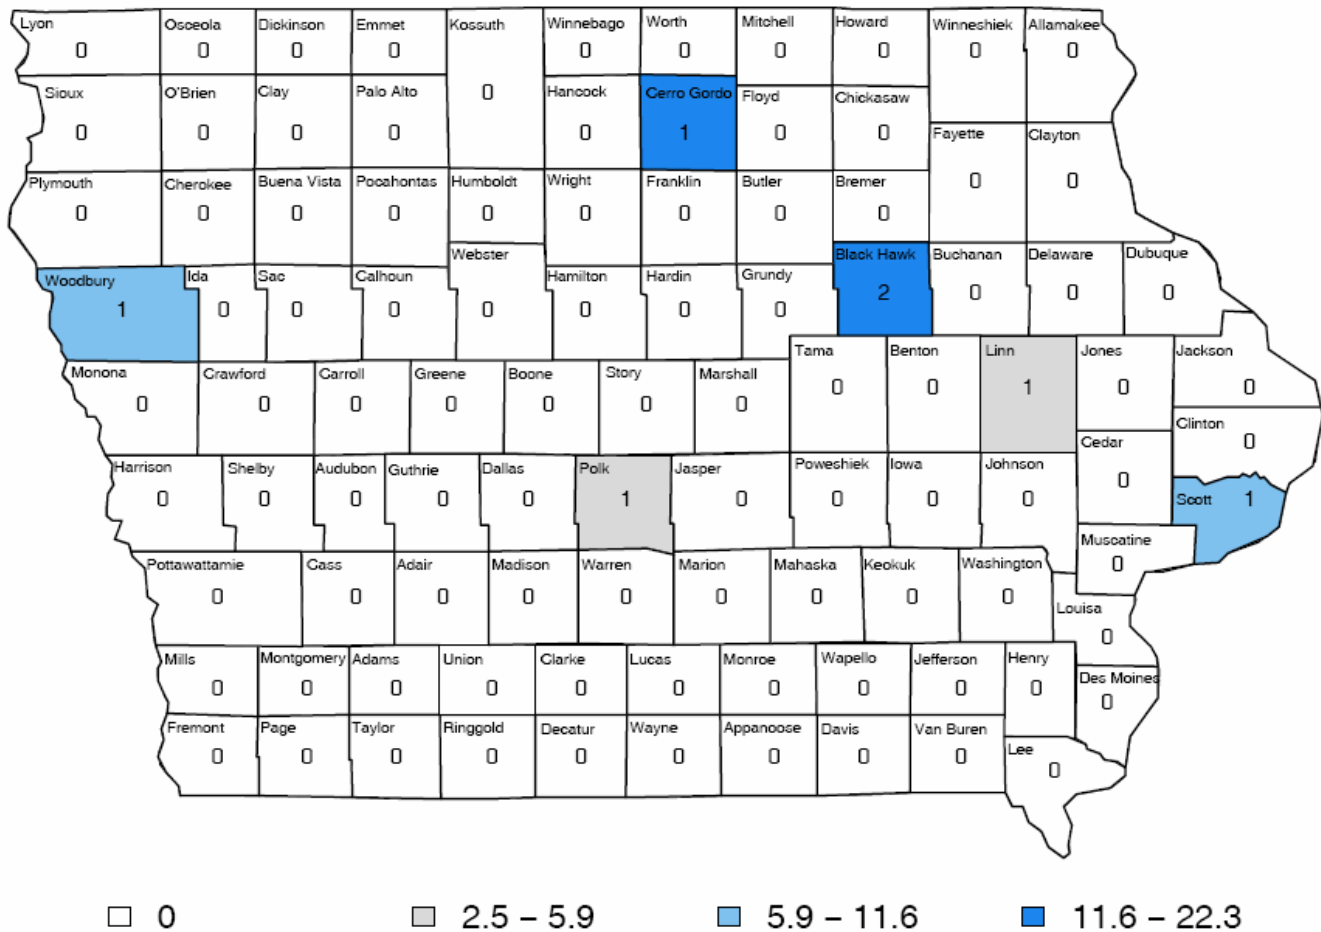 Lyon Osceola Dickinson Emmet Kossuth Winnebago Worth Mitchell Howard Winneshiek Allamakee
0 0 0 0 0 0 0 0 0 0
Sioux O'Brien Clay Palo Alto 0 Hancock Cerro Gordo Floyd Chickasaw
0 0 0 0 0 1 0 0
Fayette Clayton
0 0
Plymouth Cherokee Buena Vista Pocahontas Humboldt Wright Franklin Butler Bremer
0 0 0 0 0 0 0 0 0
Woodbury Ida Sac Calhoun Webster Hamilton Hardin Grundy Black Hawk Buchanan Delaware Dubuque
1 0 0 0 0 0 0 0 2 0 0 0
Monona Crawford Carroll Greene Boone Story Marshall Tama Benton Linn Jones Jackson
0 0 0 0 0 0 0 0 0 1 0 0
Clinton
0
Cedar
0
Harrison Shelby Audubon Guthrie Dallas Polk Jasper Poweshiek Iowa Johnson Scott
0 0 0 0 0 1 0 0 0 0 1
Muscatine
0
Pottawattamie Cass Adair Madison Warren Marion Mahaska Keokuk Washington
0 0 0 0 0 0 0 0 0
Louisa
0
Mills Montgomery Adams Union Clarke Lucas Monroe Wapello Jefferson Henry Des Moines
0 0 0 0 0 0 0 0 0 0 0
Fremont Page Taylor Ringgold Decatur Wayne Appanoose Davis Van Buren Lee
0 0 0 0 0 0 0 0 0 0
0 2.5 – 5.9 5.9 – 11.6 11.6 – 22.3